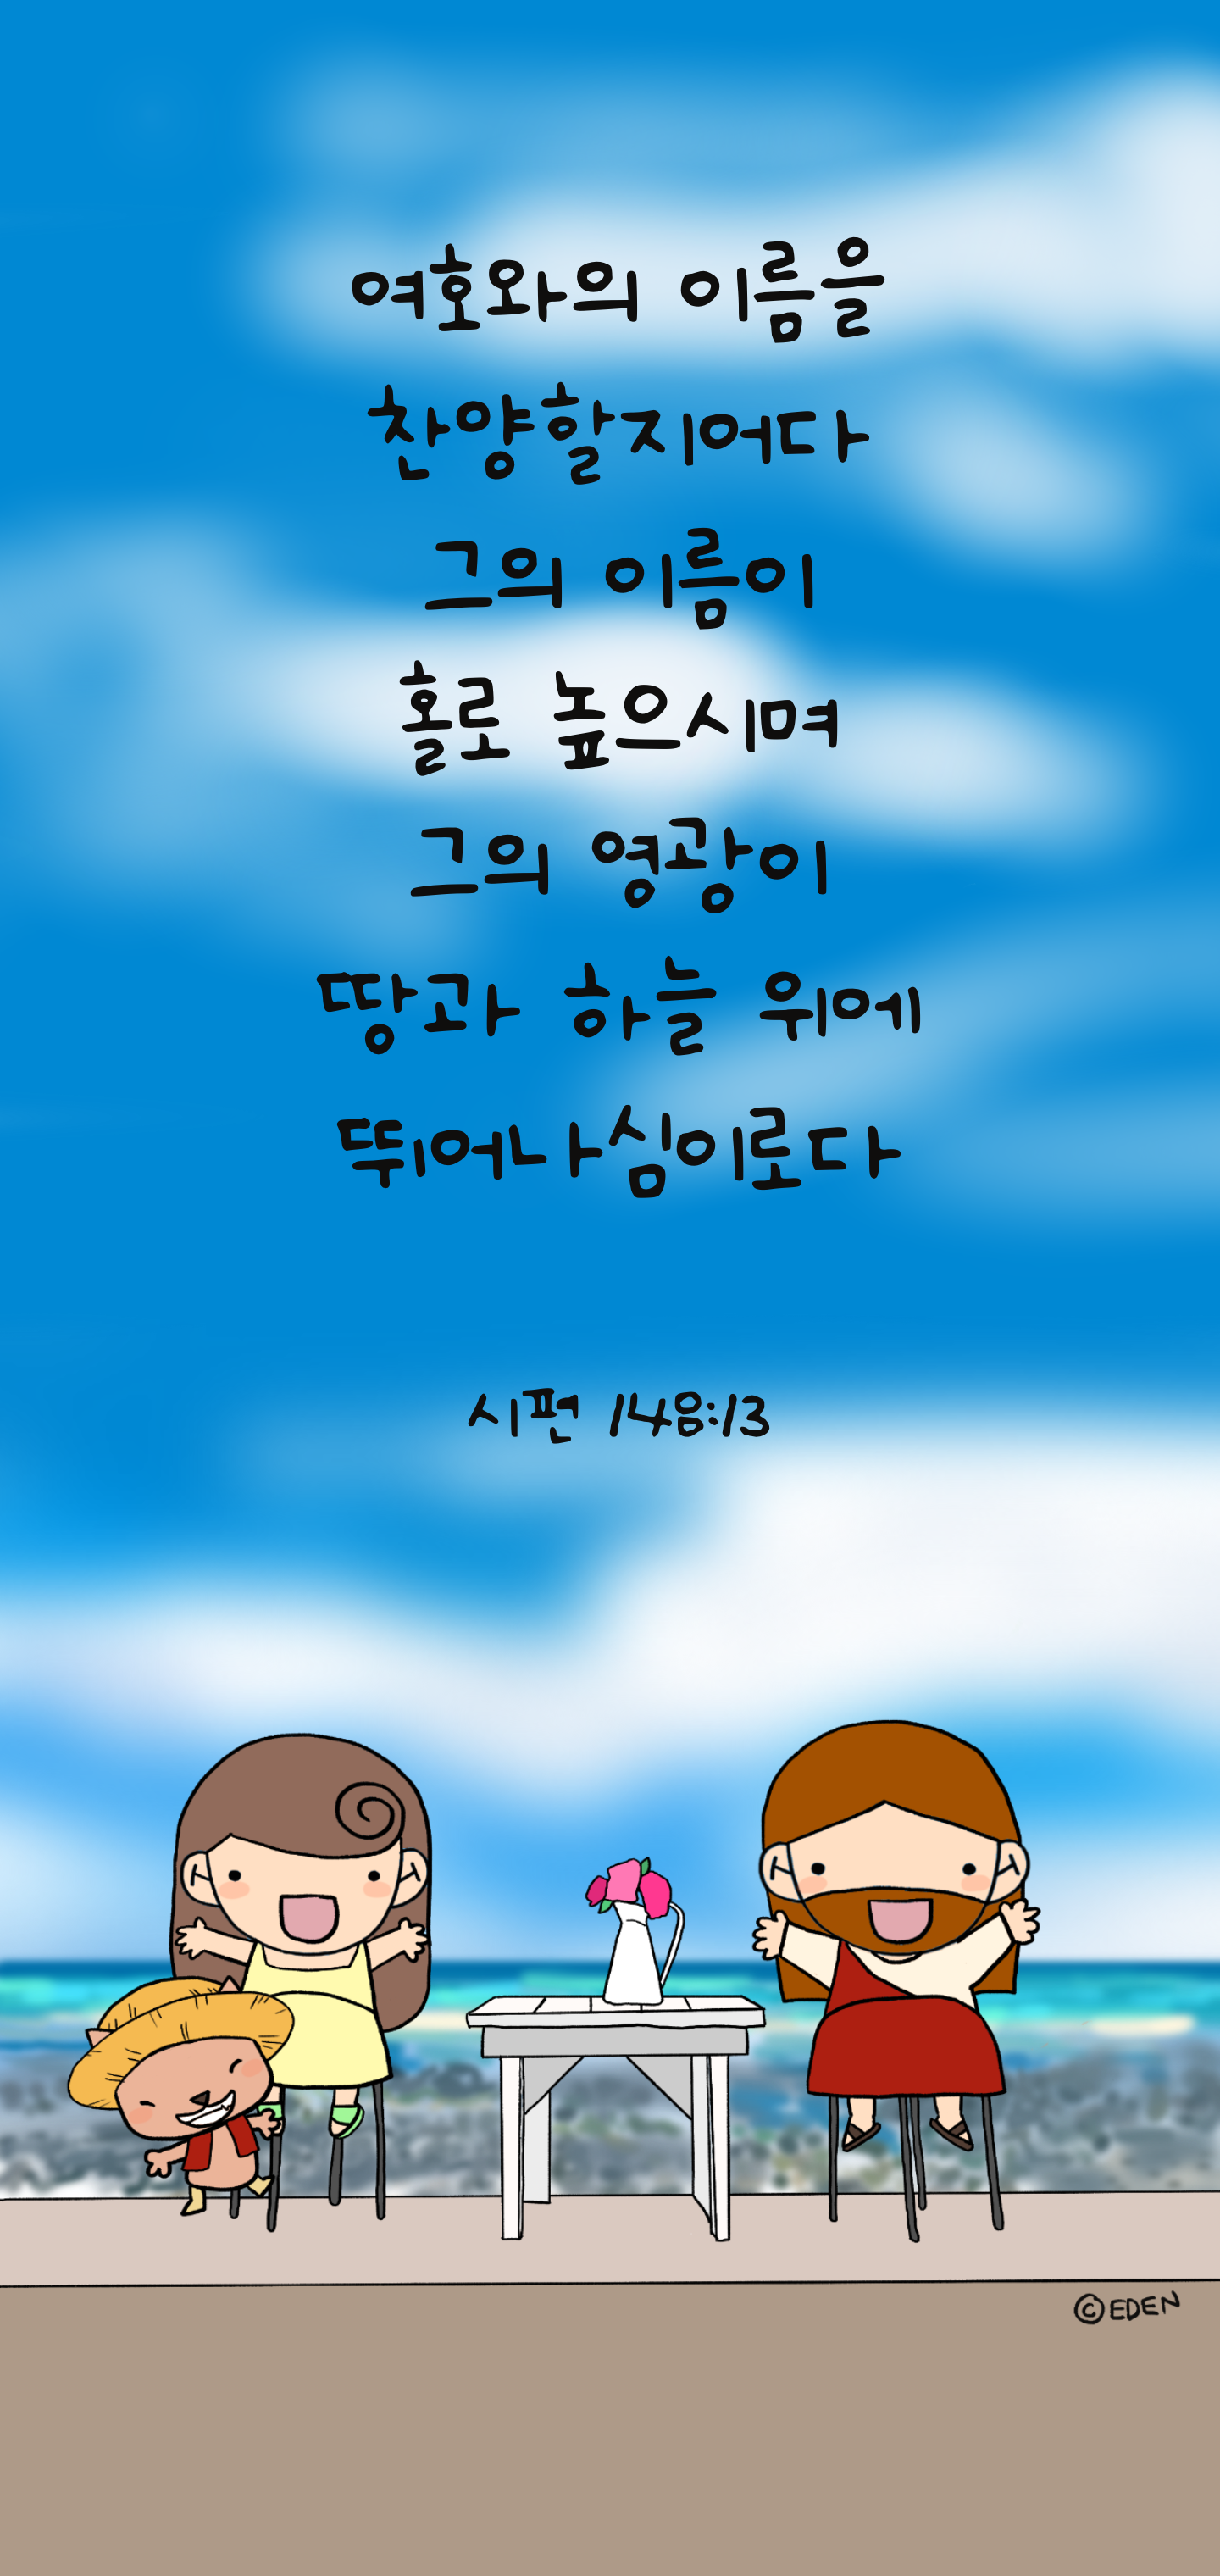 여호와의 이름을
찬양할지어다
그의 이름이
홀로 높으시며
그의 영광이
땅과 하늘 위에
뛰어나심이로다
시편 148:13
©EDEN